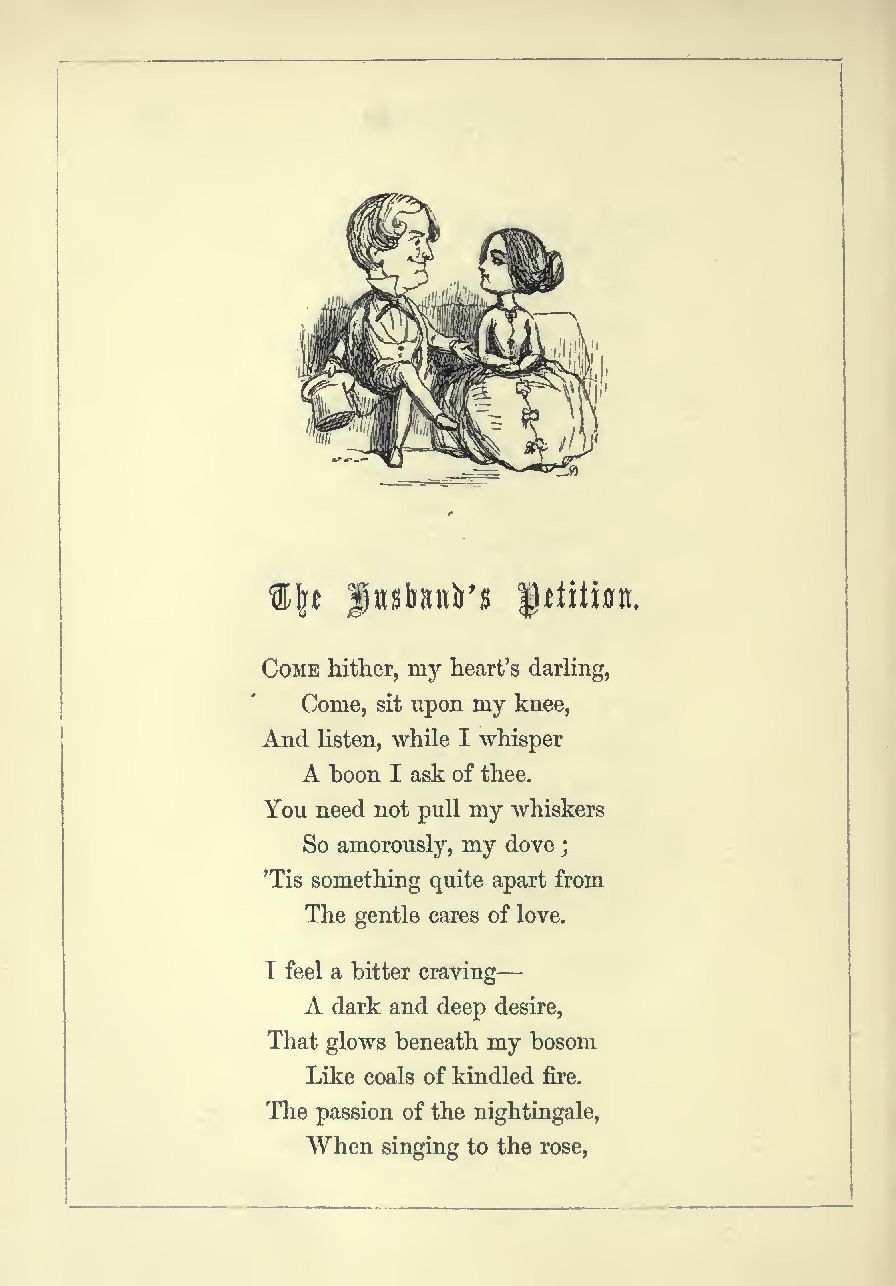 The Husband's Petition.
COME hither, my heart's darling,
Come, sit upon my knee,
And listen, while I whisper
A boon I ask of thee.
You need not pull my whiskers
So amorously, my dove;
'Tis something quite apart from
The gentle cares of love.
I feel a bitter craving—
A dark and deep desire,
That glows beneath my bosom
Like coals of kindled fire.
The passion of the nightingale,
When singing to the rose,